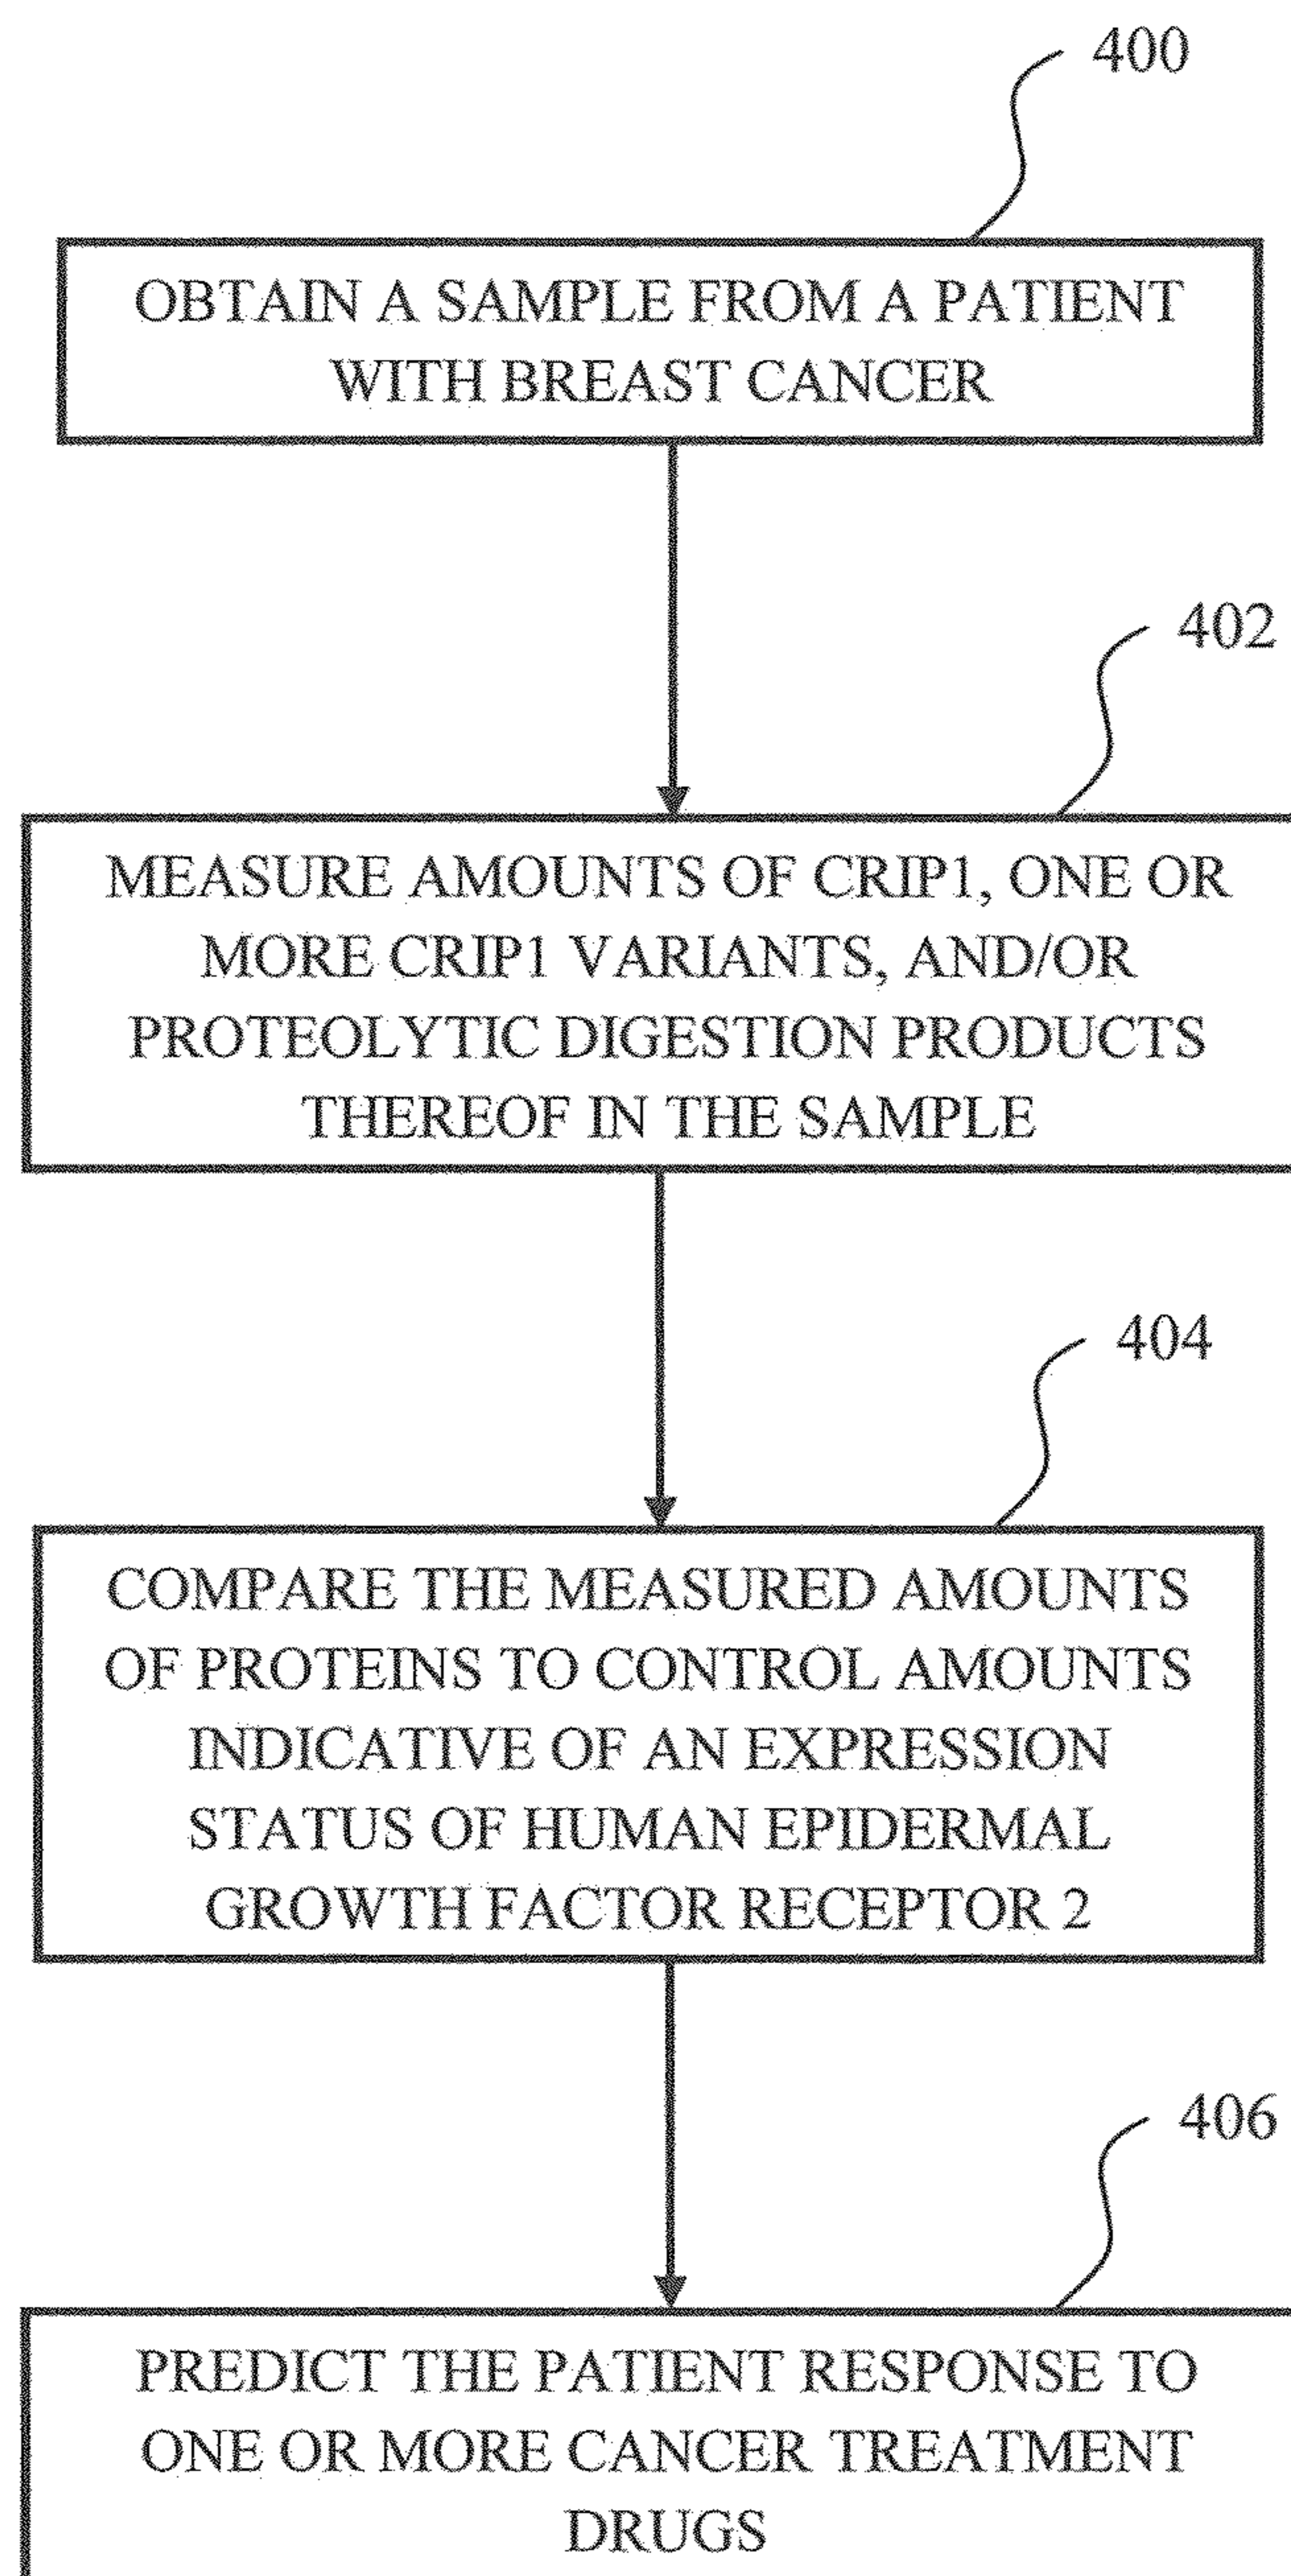 400
OBTAIN A SAMPLE FROM A PATIENT
WITH BREAST CANCER
402
MEASURE AMOUNTS OF CRIP1, ONE OR
MORE CRIP1 VARIANTS, AND/OR
PROTEOLYTIC DIGESTION PRODUCTS
THEREOF IN THE SAMPLE
404
COMPARE THE MEASURED AMOUNTS
OF PROTEINS TO CONTROL AMOUNTS
INDICATIVE OF AN EXPRESSION
STATUS OF HUMAN EPIDERMAL
GROWTH FACTOR RECEPTOR 2
406
PREDICT THE PATIENT RESPONSE TO
ONE OR MORE CANCER TREATMENT
DRUGS